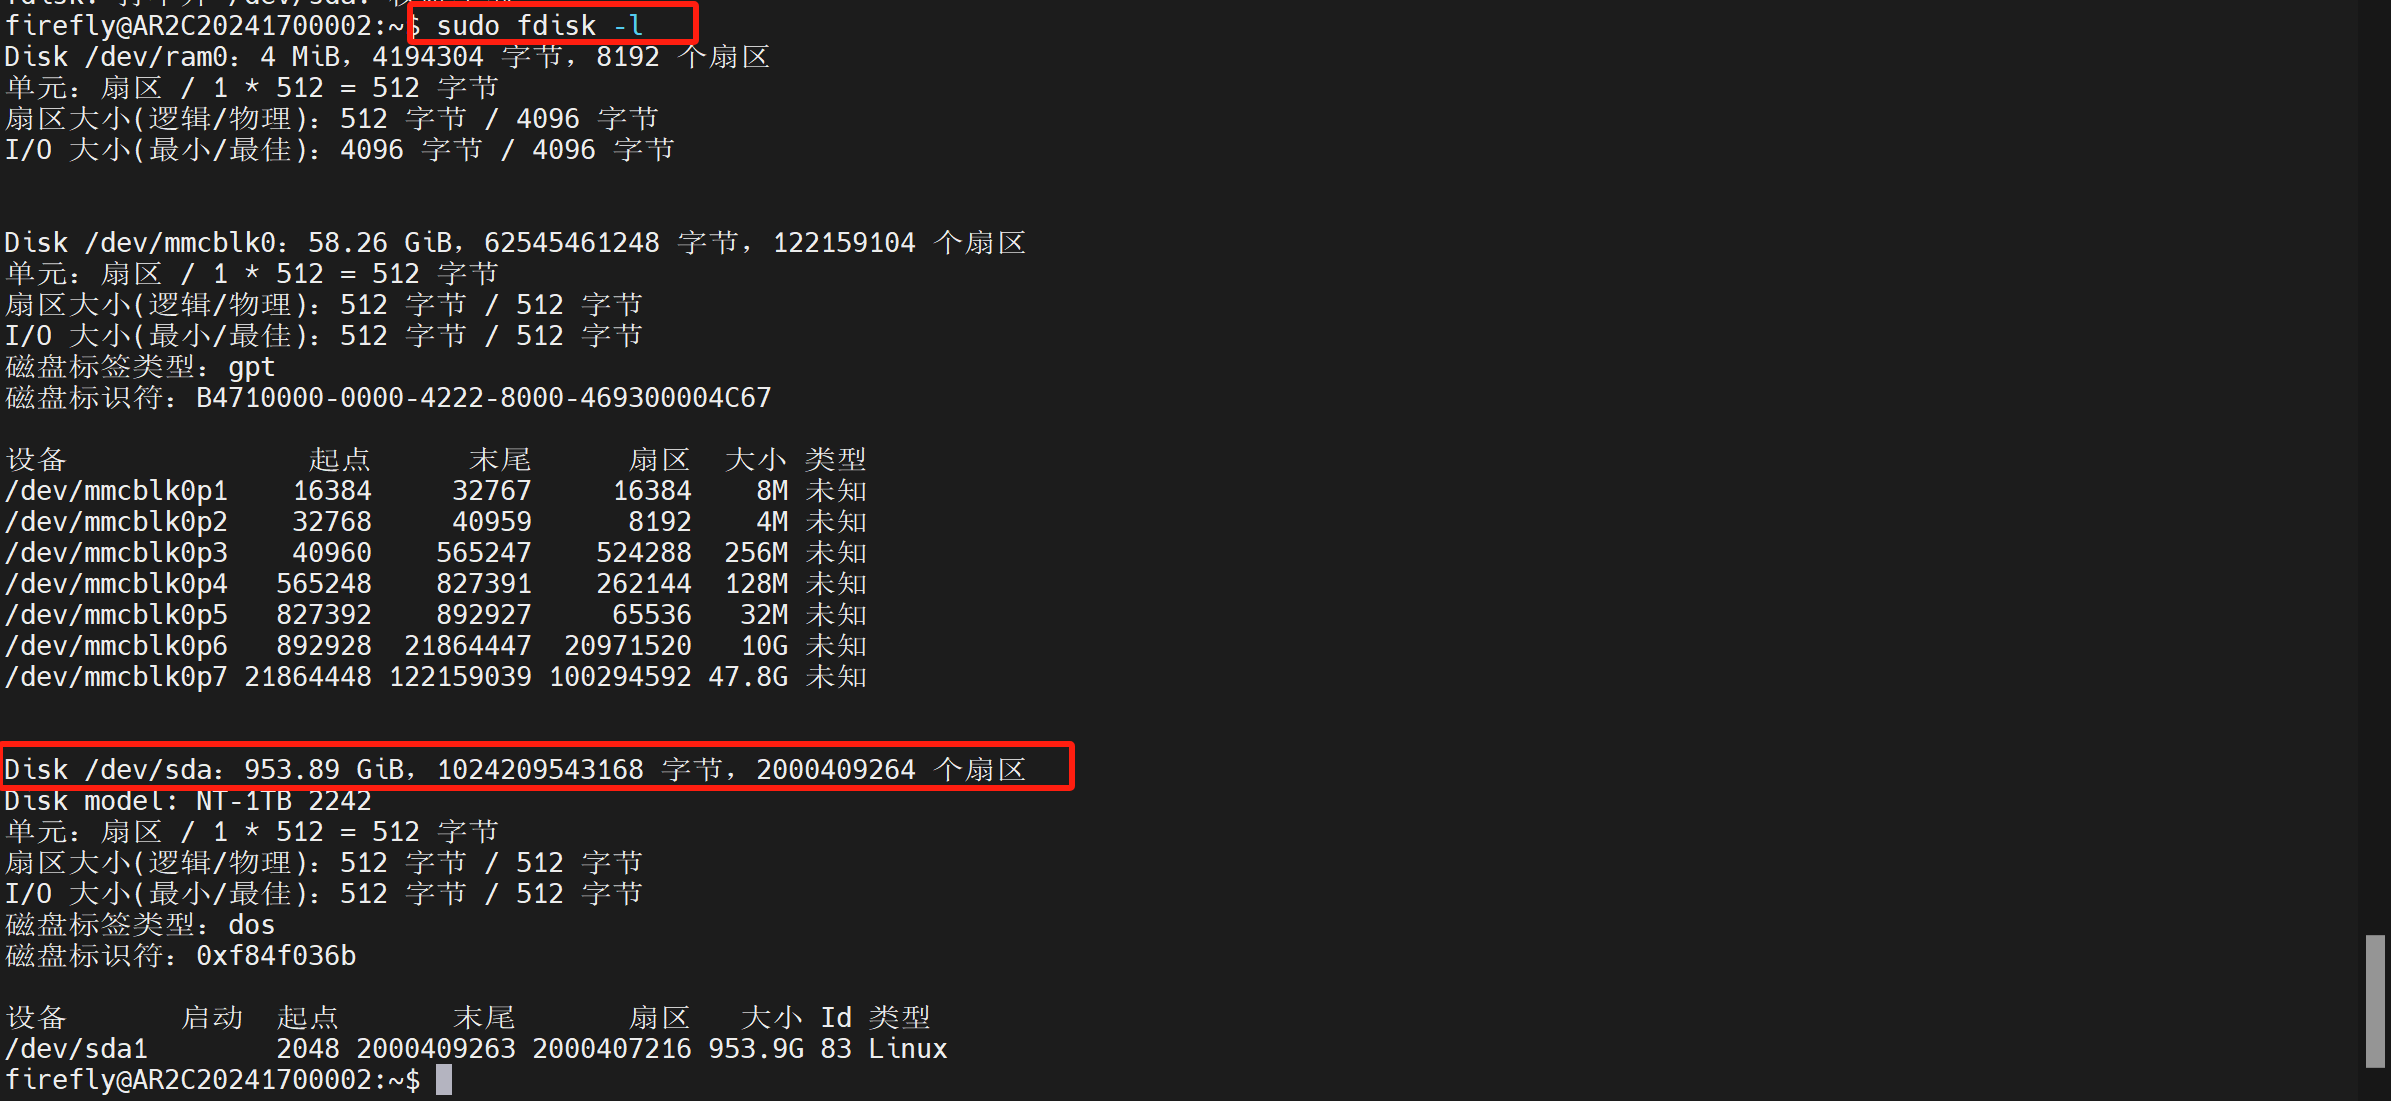 firefly@AR2C20241700002:~$ sudo fdisk -l
Disk /dev/ram0：4 MiB，4194304 字节，8192 个扇区
单元：扇区 / 1 * 512 = 512 字节
扇区大小(逻辑/物理)：512 字节 / 4096 字节
I/O 大小(最小/最佳)：4096 字节 / 4096 字节
Disk /dev/mmcblk0：58.26 GiB，62545461248 字节，122159104 个扇区
单元：扇区 / 1 * 512 = 512 字节
扇区大小(逻辑/物理)：512 字节 / 512 字节
I/O 大小(最小/最佳)：512 字节 / 512 字节
磁盘标签类型：gpt
磁盘标识符：B4710000-0000-4222-8000-469300004C67
设备 起点 末尾 扇区 大小 类型
/dev/mmcblk0p1 16384 32767 16384 8M 未知
/dev/mmcblk0p2 32768 40959 8192 4M 未知
/dev/mmcblk0p3 40960 565247 524288 256M 未知
/dev/mmcblk0p4 565248 827391 262144 128M 未知
/dev/mmcblk0p5 827392 892927 65536 32M 未知
/dev/mmcblk0p6 892928 21864447 20971520 10G 未知
/dev/mmcblk0p7 21864448 122159039 100294592 47.8G 未知
Disk /dev/sda：953.89 GiB，1024209543168 字节，2000409264 个扇区
Disk model: NT-1TB 2242
单元：扇区 / 1 * 512 = 512 字节
扇区大小(逻辑/物理)：512 字节 / 512 字节
I/O 大小(最小/最佳)：512 字节 / 512 字节
磁盘标签类型：dos
磁盘标识符：0xf84f036b
设备 启动 起点 末尾 扇区 大小 Id 类型
/dev/sda1 2048 2000409263 2000407216 953.9G 83 Linux
firefly@AR2C20241700002:~$